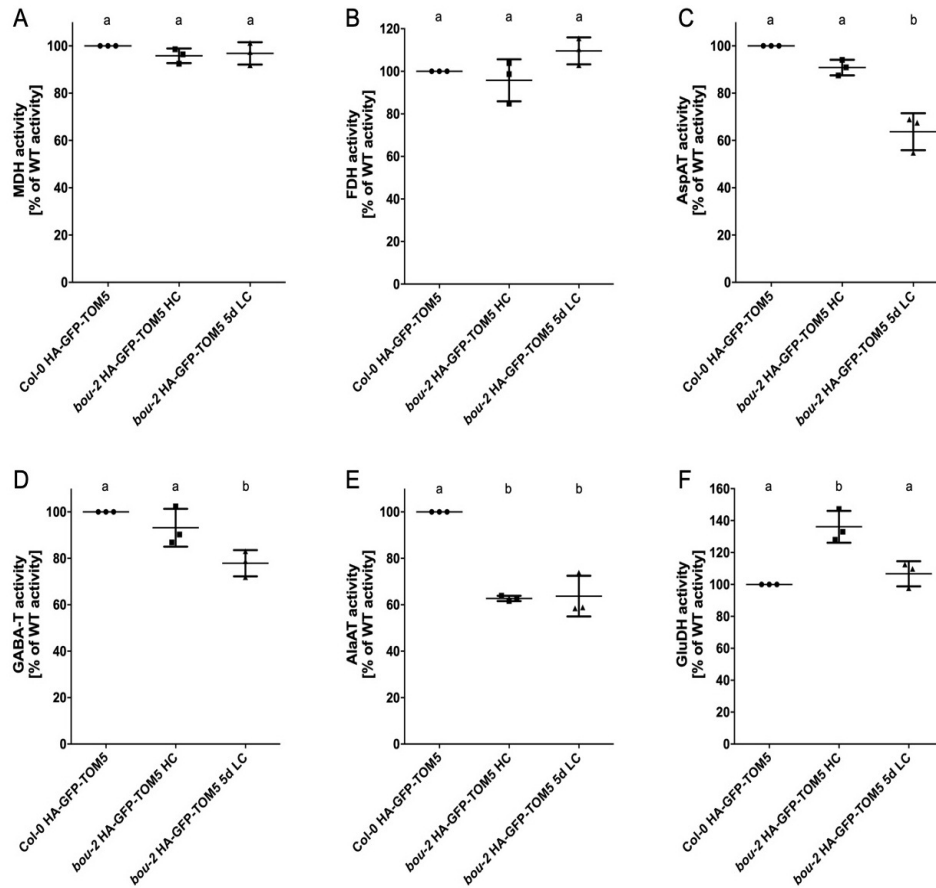 A
a a a
MDH activity
[% of WT activity]
100
80
60
40
20
0
Col-0 HA-GFP-TOM5
bou-2 HA-GFP-TOM5 HC
bou-2 HA-GFP-TOM5 5d LC
B
a a a
FDH activity
[% of WT activity]
120
100
80
60
40
20
0
Col-0 HA-GFP-TOM5
bou-2 HA-GFP-TOM5 HC
bou-2 HA-GFP-TOM5 5d LC
C
a a b
AspAT activity
[% of WT activity]
100
80
60
40
20
0
Col-0 HA-GFP-TOM5
bou-2 HA-GFP-TOM5 HC
bou-2 HA-GFP-TOM5 5d LC
D
a a b
GABA-T activity
[% of WT activity]
100
80
60
40
20
0
Col-0 HA-GFP-TOM5
bou-2 HA-GFP-TOM5 HC
bou-2 HA-GFP-TOM5 5d LC
E
a b b
AlaAT activity
[% of WT activity]
100
80
60
40
20
0
Col-0 HA-GFP-TOM5
bou-2 HA-GFP-TOM5 HC
bou-2 HA-GFP-TOM5 5d LC
F
a b a
GluDH activity
[% of WT activity]
160
140
120
100
80
60
40
20
0
Col-0 HA-GFP-TOM5
bou-2 HA-GFP-TOM5 HC
bou-2 HA-GFP-TOM5 5d LC